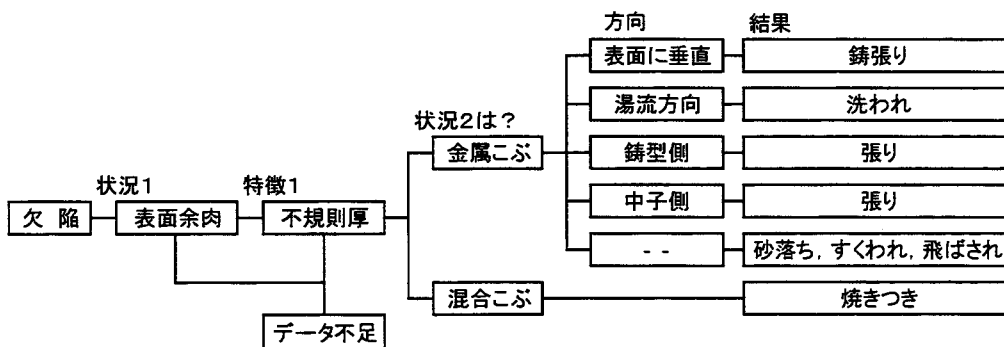 方向 結果
表面に垂直 鋳張り
湯流方向 洗われ
状況2は?
金属こぶ 鋳型側 張り
状況1 特徴1
中子側 張り
欠 陥 表面余肉 不規則厚
- - 砂落ち, すくわれ, 飛ばされ
混合こぶ 焼きつき
データ不足